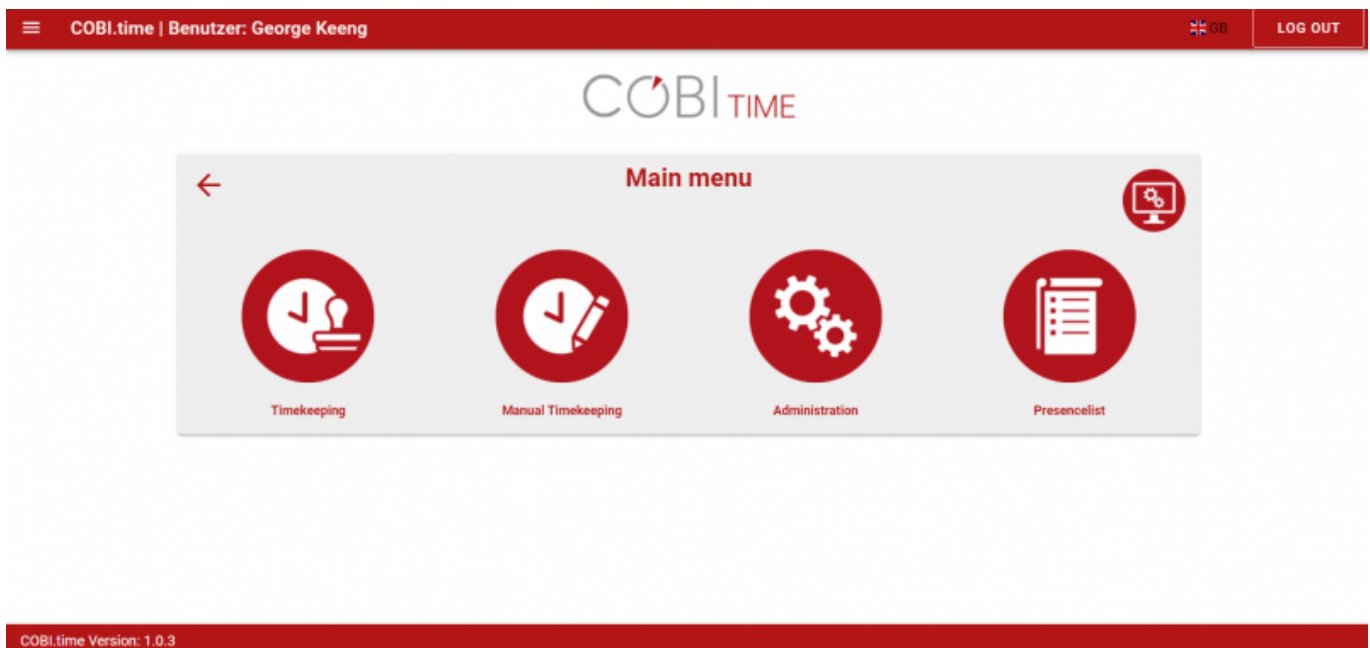 COBI.time | Benutzer: George Keeng
GB
LOG OUT
COBI TIME
Main menu
Timekeeping
Manual Timekeeping
Administration
Presencelist
COBI.time Version: 1.0.3